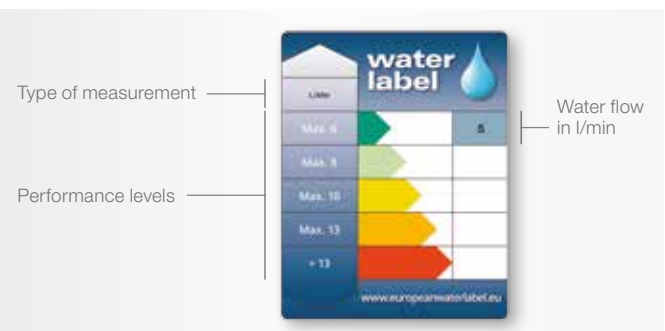 Type of measurement
Performance levels
water
label
L/Min
Max. 6
Max. 8
Max. 10
Max. 13
> 13
5
www.europeanwaterlabel.eu
Water flow
in l/min